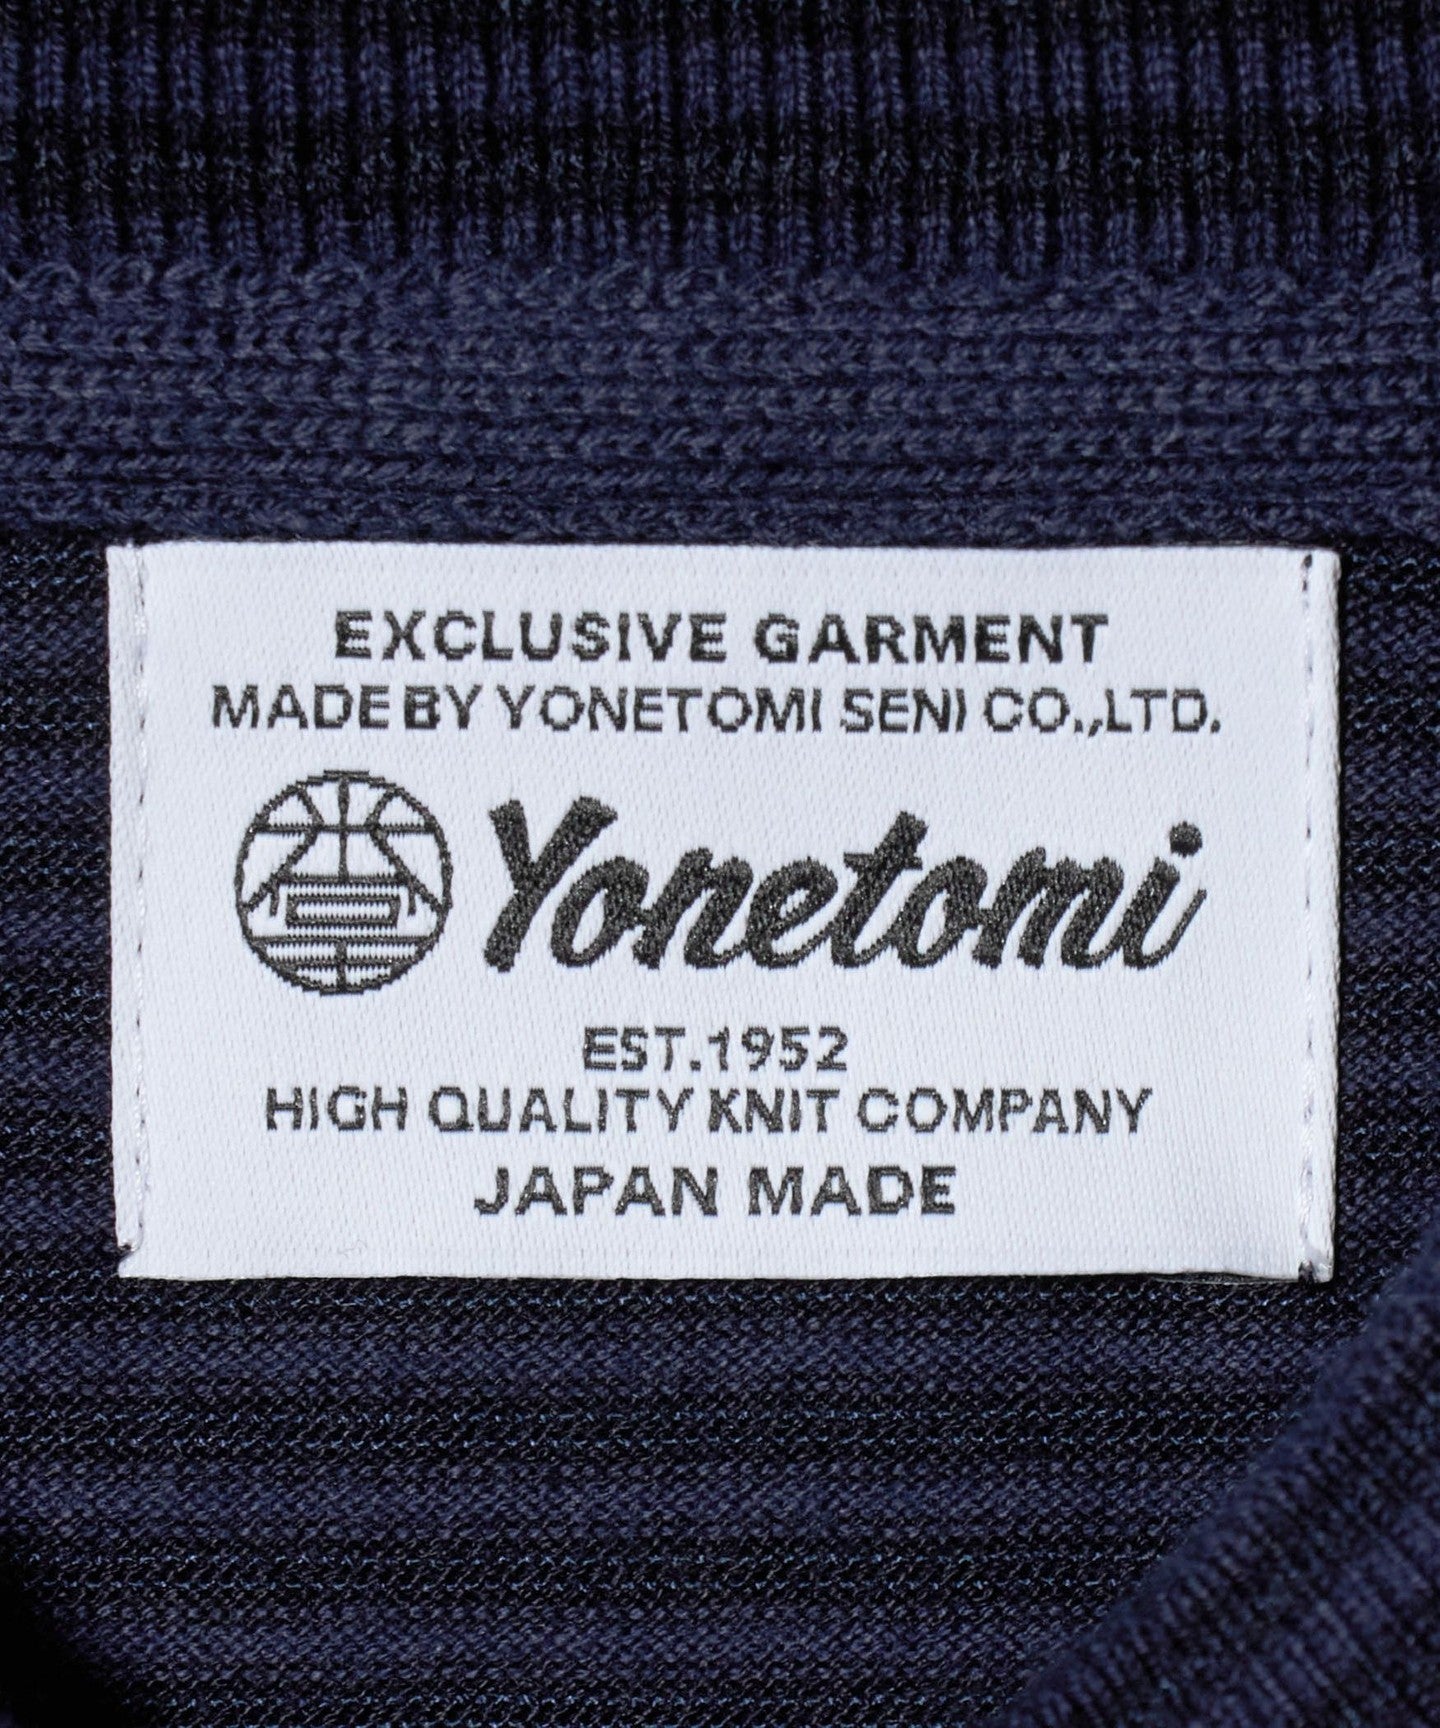 EXCLUSIVE GARMENT
MADE BY YONETOMI SENI CO.,LTD.
Yonetomi
EST.1952
HIGH QUALITY KNIT COMPANY
JAPAN MADE